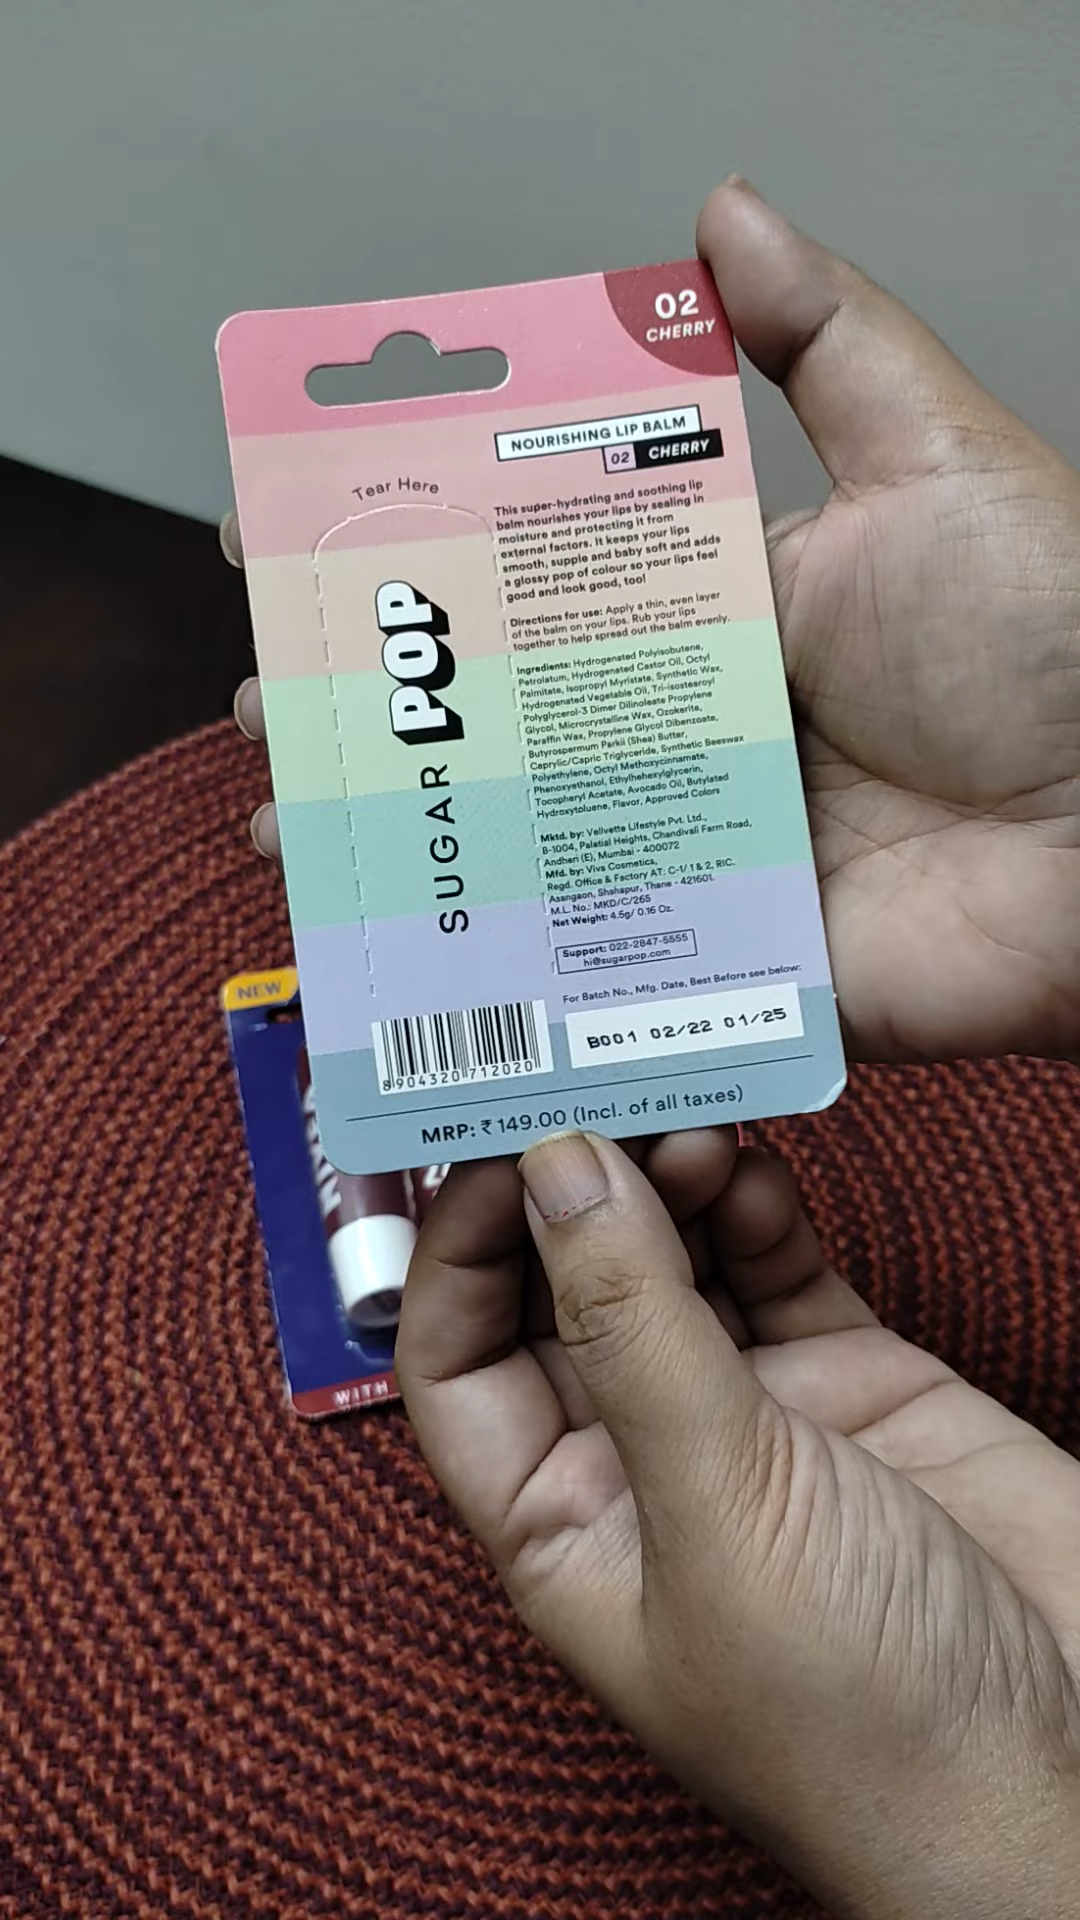 02
CHERRY
NOURISHING LIP BALM
02 CHERRY
Tear Here
This super-hydrating and soothing lip
balm nourishes your lips by sealing in
moisture and protecting it from
external factors. It keeps your lips
smooth, supple and baby soft and adds
a glossy pop of colour so your lips feel
good and look good, too!
Directions for use: Apply a thin, even layer
of the balm on your lips. Rub your lips
together to help spread out the balm evenly.
Ingredients: Hydrogenated Polyisobutene,
Petrolatum, Hydrogenated Castor Oil, Octyl
Palmitate, Isopropyl Myristate, Synthetic Wax,
Hydrogenated Vegetable Oil, Tri-isostearoyl
Polyglycerol-3 Dimer Dilinoleate Propylene
Glycol, Microcrystalline Wax, Ozokerite,
Paraffin Wax, Propylene Glycol Dibenzoate,
Butyrospermum Parkii (Shea) Butter,
Caprylic/Capric Triglyceride, Synthetic Beeswax
Polyethylene, Octyl Methoxycinnamate,
Phenoxyethanol, Ethylhehexylglycerin,
Tocopheryl Acetate, Avocado Oil, Butylated
Hydroxytoluene, Flavor, Approved Colors
Mktd. by: Vellvette Lifestyle Pvt. Ltd.,
B-1004, Palatial Heights, Chandivali Farm Road,
Andheri (E), Mumbai - 400072
Mfd. by: Viva Cosmetics,
Regd. Office & Factory AT. C-1/ 1 & 2, RIC.
Asangaon, Shahapur, Thane - 421601.
M.L. No.: MKD/C/265
Net Weight: 4.5g/ 0.16 Oz.
Support: 022-2847-5555
hi@sugarpop.com
For Batch No., Mfg. Date, Best Before see below:
B001 02/22 01/25
SUGAR POP
8 904320 712020
MRP: ₹ 149.00 (Incl. of all taxes)
NEW
WITH